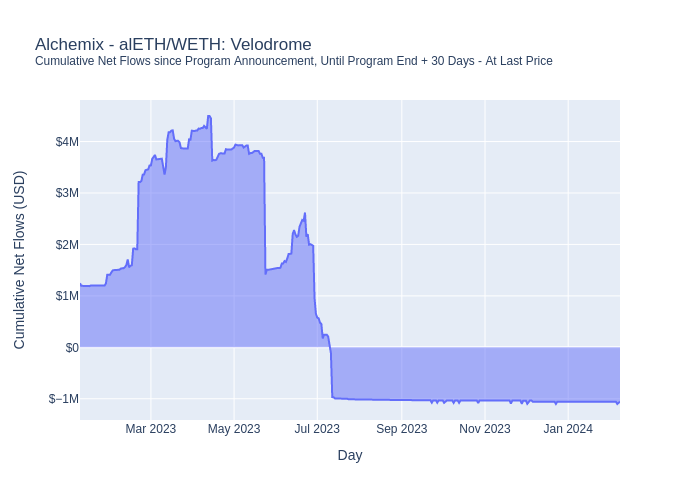 Alchemix - alETH/WETH: Velodrome
Cumulative Net Flows since Program Announcement, Until Program End + 30 Days - At Last Price
Cumulative Net Flows (USD)
$4M
$3M
$2M
$1M
$0
$−1M
Mar 2023
May 2023
Jul 2023
Sep 2023
Nov 2023
Jan 2024
Day